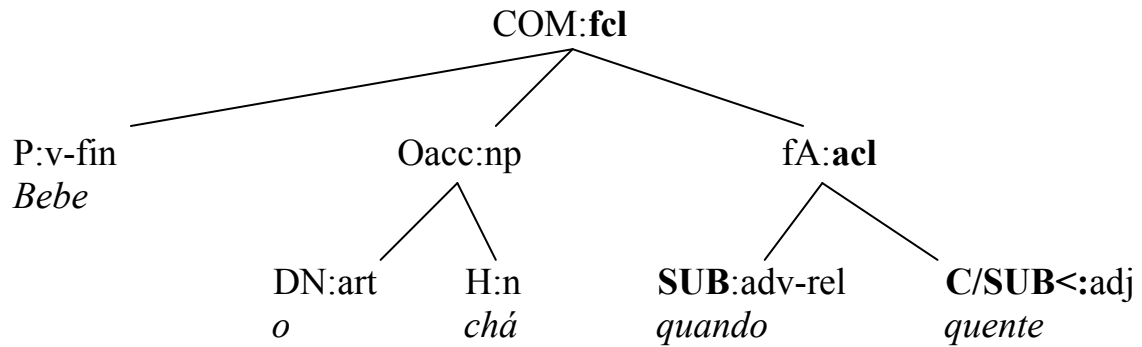 COM:fcl
P:v-fin Oacc:np fA:acl
Bebe
DN:art H:n SUB:adv-rel C/SUB<:adj
o chá quando quente